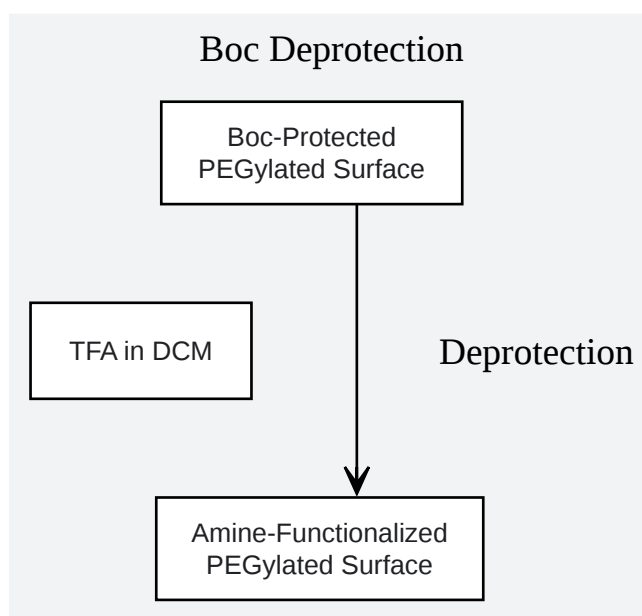 Boc Deprotection
Boc-Protected
PEGylated Surface
TFA in DCM
Deprotection
Amine-Functionalized
PEGylated Surface